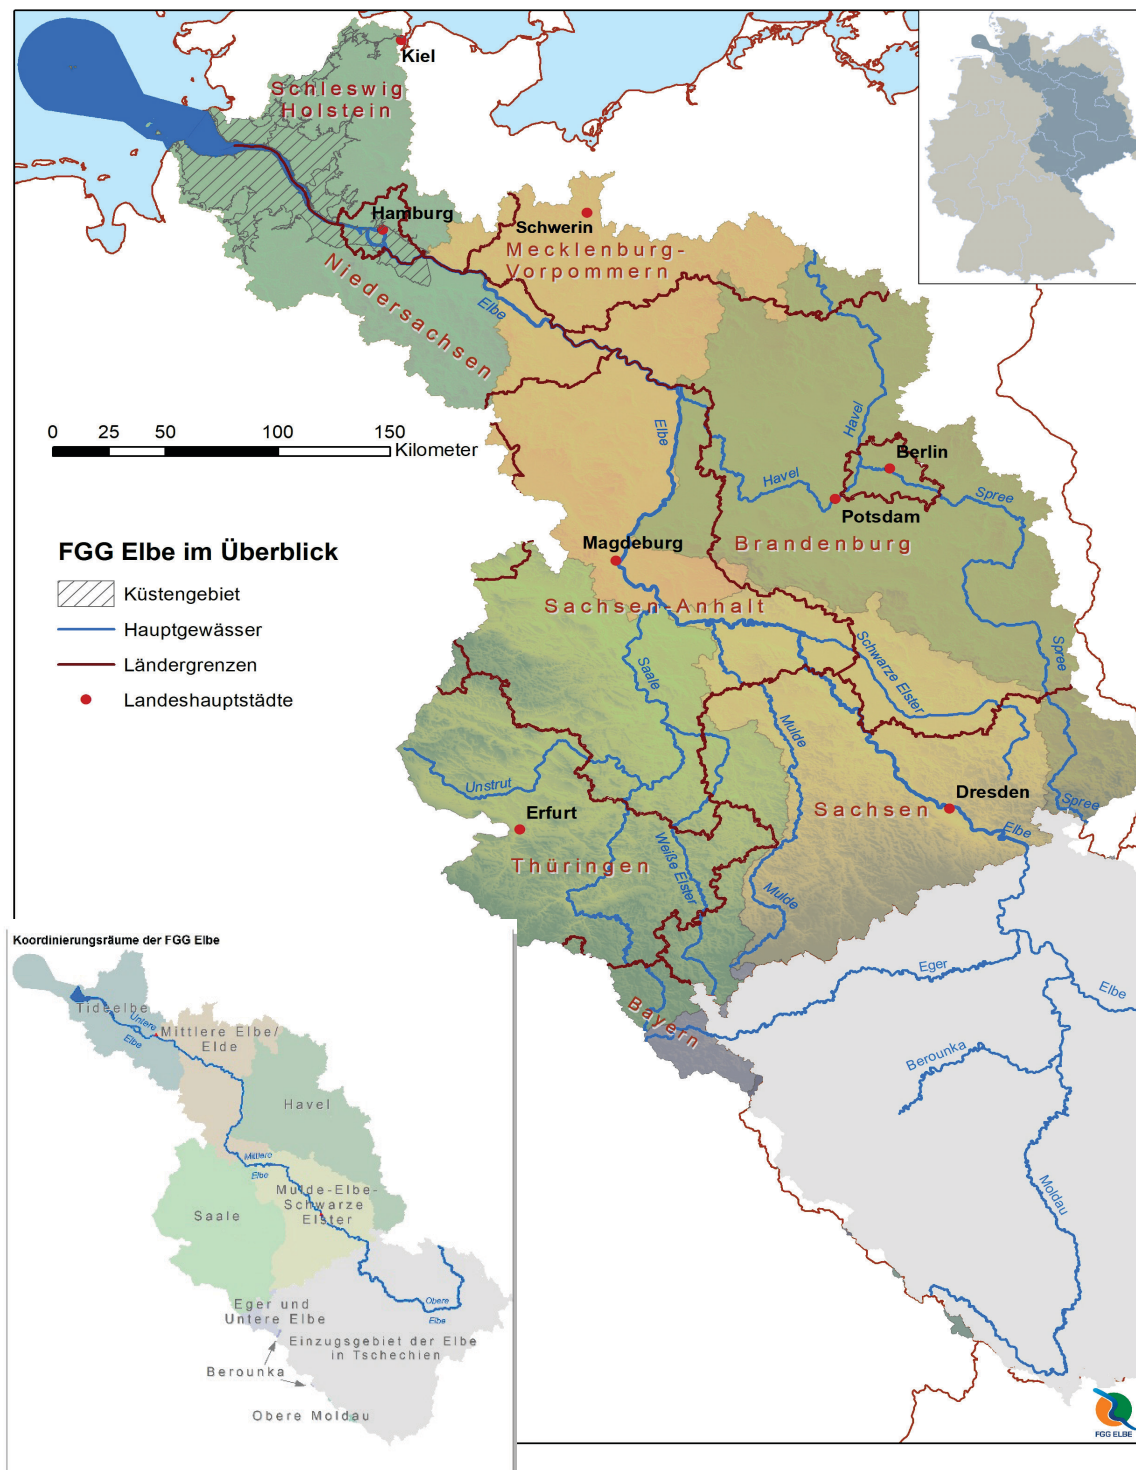 Kiel
Schleswig
Holstein
Hamburg
Schwerin
Mecklenburg-
Vorpommern
Niedersachsen
Elbe
0 25 50 100 150
Kilometer
Elbe
Havel
Berlin
Havel
Spree
Potsdam
FGG Elbe im Überblick
Küstengebiet
Hauptgewässer
Ländergrenzen
Landeshauptstädte
Magdeburg
Brandenburg
Sachsen-Anhalt
Saale
Schwarze Elster
Spree
Mulde
Unstrut
Erfurt
Dresden
Sachsen
Spree
Elbe
Thüringen
Weiße Elster
Mulde
Eger
Elbe
Bayern
Berounka
Moldau
Koordinierungsräume der FGG Elbe
Tideelbe
Untere
Elbe
Mittlere Elbe/
Elde
Havel
Mittlere
Elbe
Mulde-Elbe-
Schwarze
Elster
Saale
Obere
Elbe
Eger und
Untere Elbe
Einzugsgebiet der Elbe
in Tschechien
Berounka
Obere Moldau
FGG ELBE